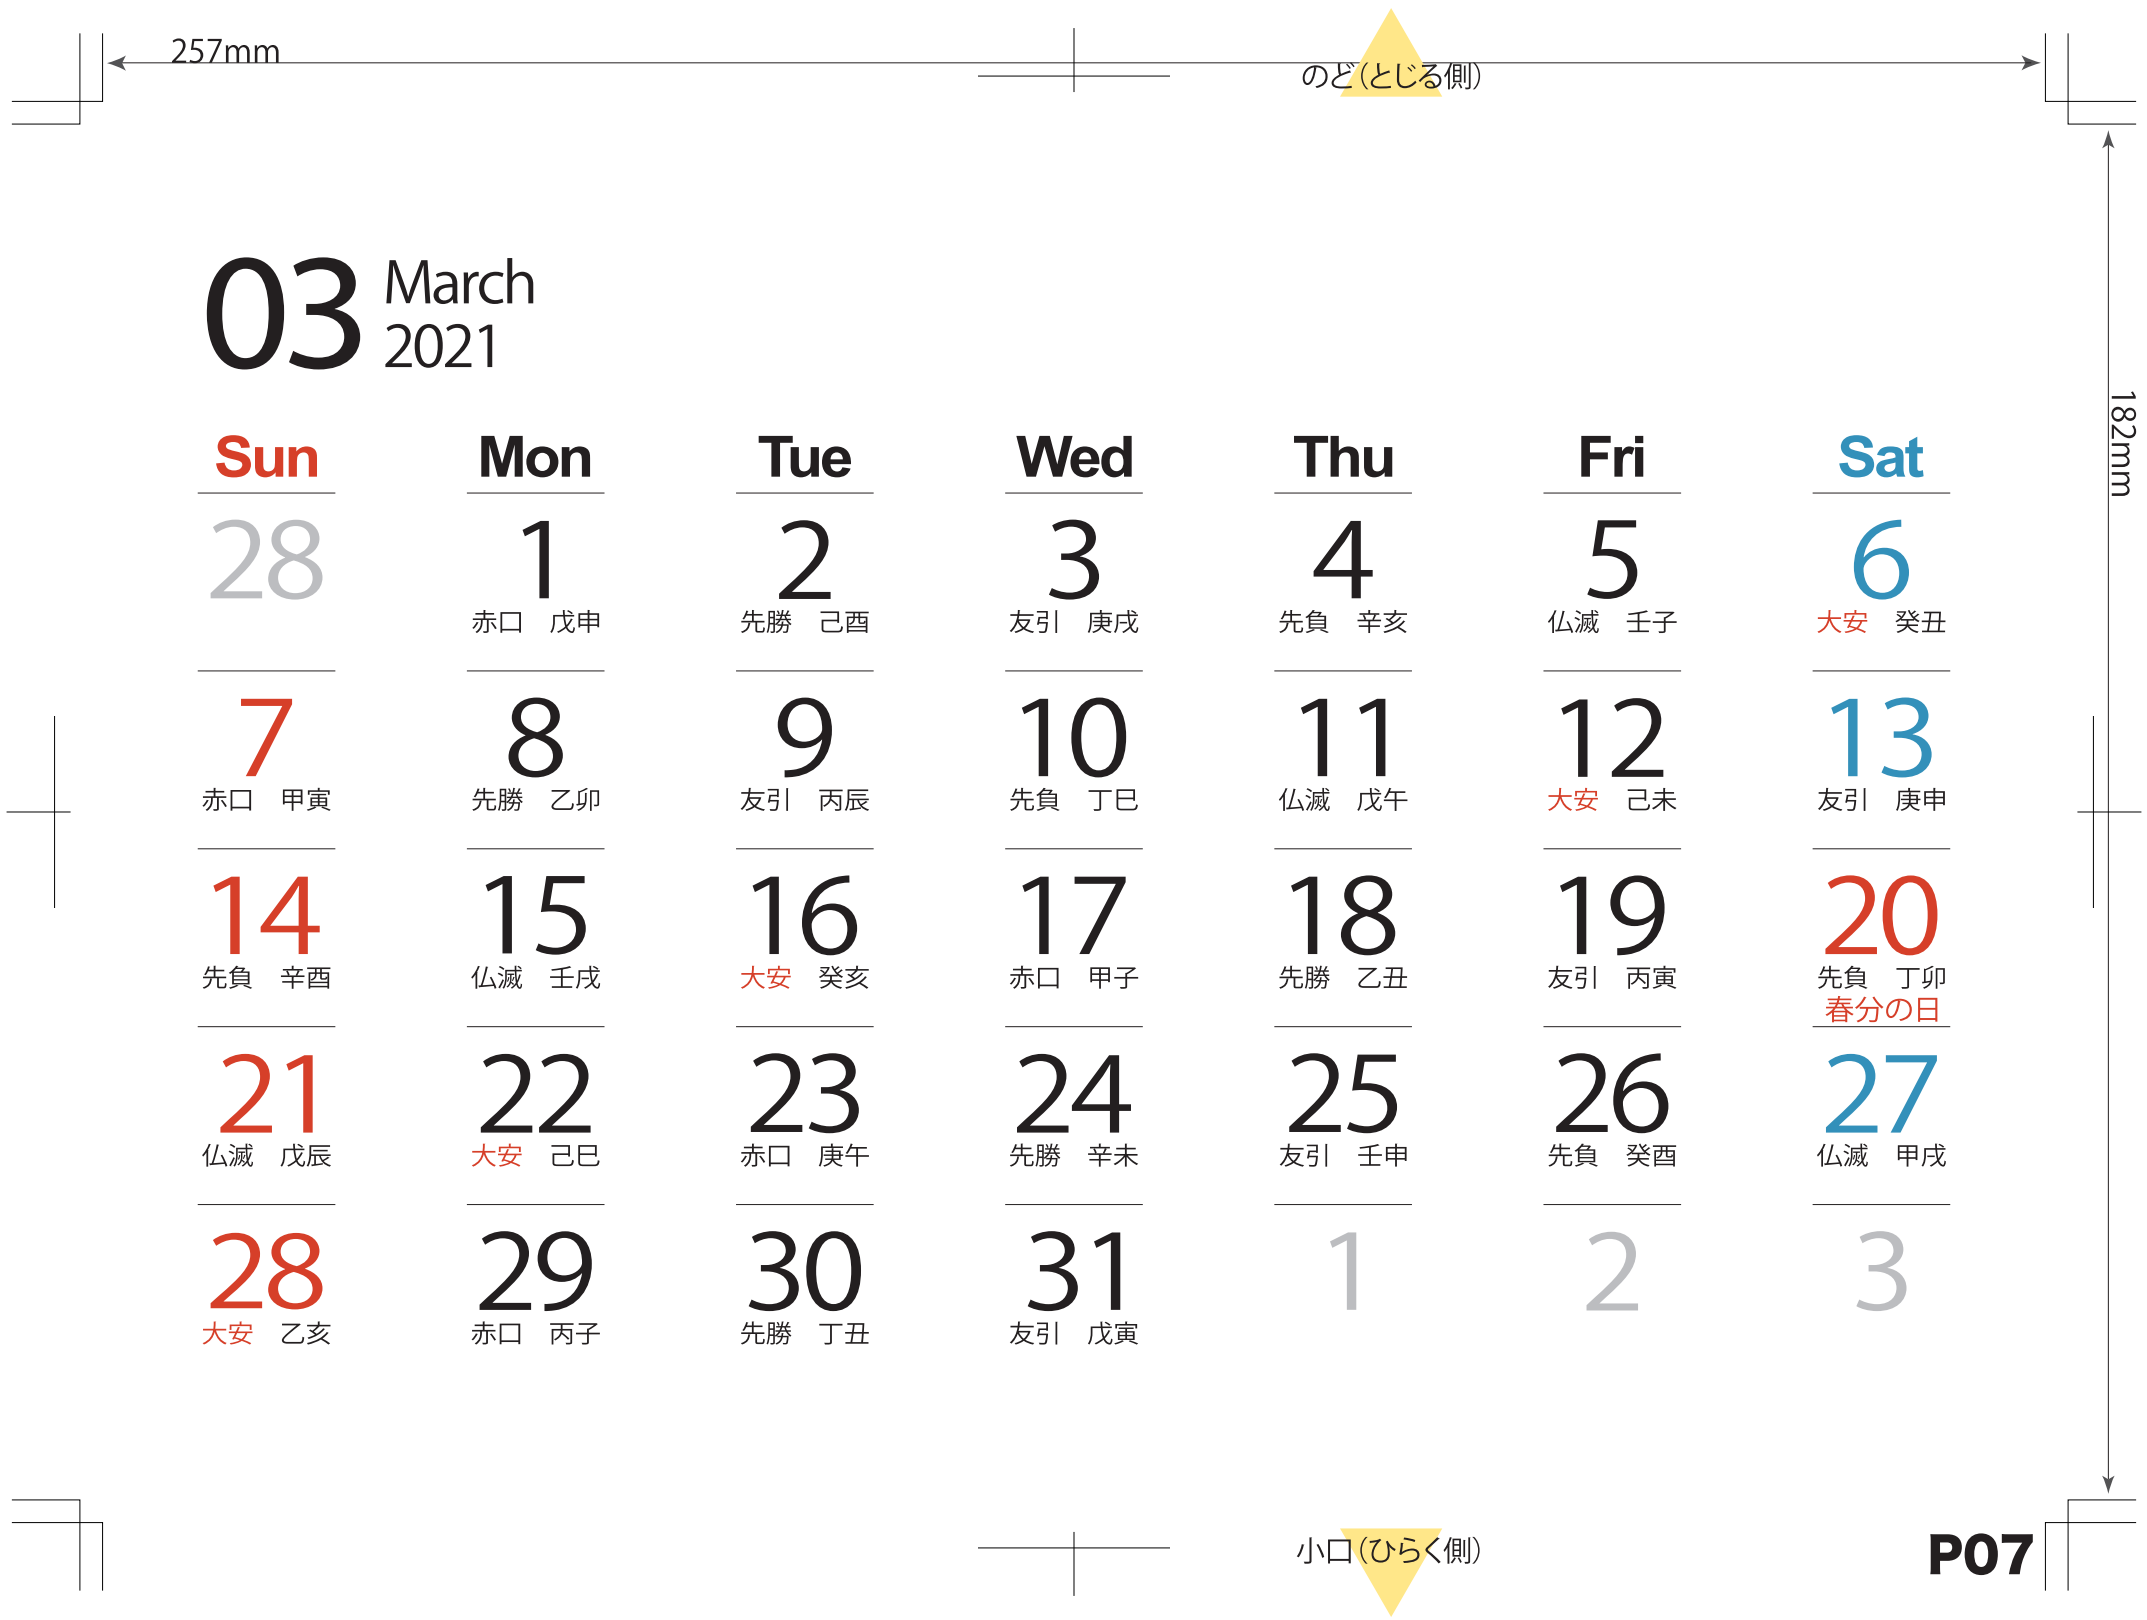 257mm
のど（とじる側）
182mm
03 March
2021
Sun Mon Tue Wed Thu Fri Sat
28 1 2 3 4 5 6
赤口　戊申 先勝　己酉 友引　庚戌 先負　辛亥 仏滅　壬子 大安　癸丑
7 8 9 10 11 12 13
赤口　甲寅 先勝　乙卯 友引　丙辰 先負　丁巳 仏滅　戊午 大安　己未 友引　庚申
14 15 16 17 18 19 20
先負　辛酉 仏滅　壬戌 大安　癸亥 赤口　甲子 先勝　乙丑 友引　丙寅 先負　丁卯
春分の日
21 22 23 24 25 26 27
仏滅　戊辰 大安　己巳 赤口　庚午 先勝　辛未 友引　壬申 先負　癸酉 仏滅　甲戌
28 29 30 31 1 2 3
大安　乙亥 赤口　丙子 先勝　丁丑 友引　戊寅
小口（ひらく側）
P07